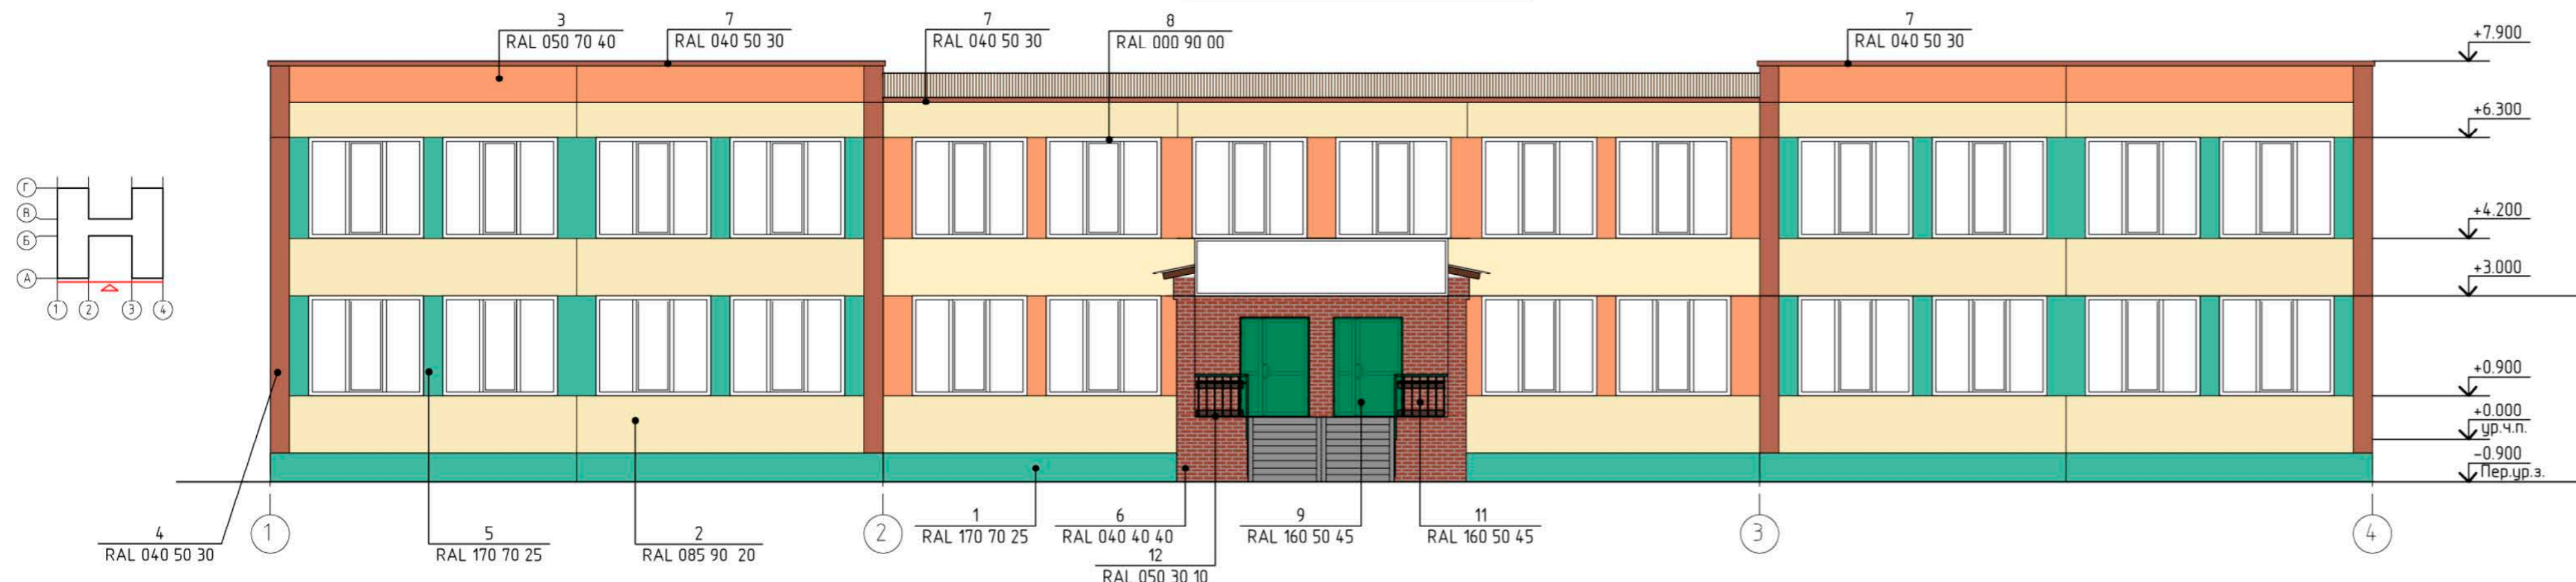 3
RAL 050 70 40
7
RAL 040 50 30
7
RAL 040 50 30
8
RAL 000 90 00
7
RAL 040 50 30
+7.900
+6.300
+4.200
+3.000
+0.900
+0.000
ур.ч.п.
-0.900
Пер.ур.з.
Г
В
Б
А
1
2
3
4
4
RAL 040 50 30
1
5
RAL 170 70 25
2
RAL 085 90 20
2
1
RAL 170 70 25
6
RAL 040 40 40
12
RAL 050 30 10
9
RAL 160 50 45
11
RAL 160 50 45
3
4